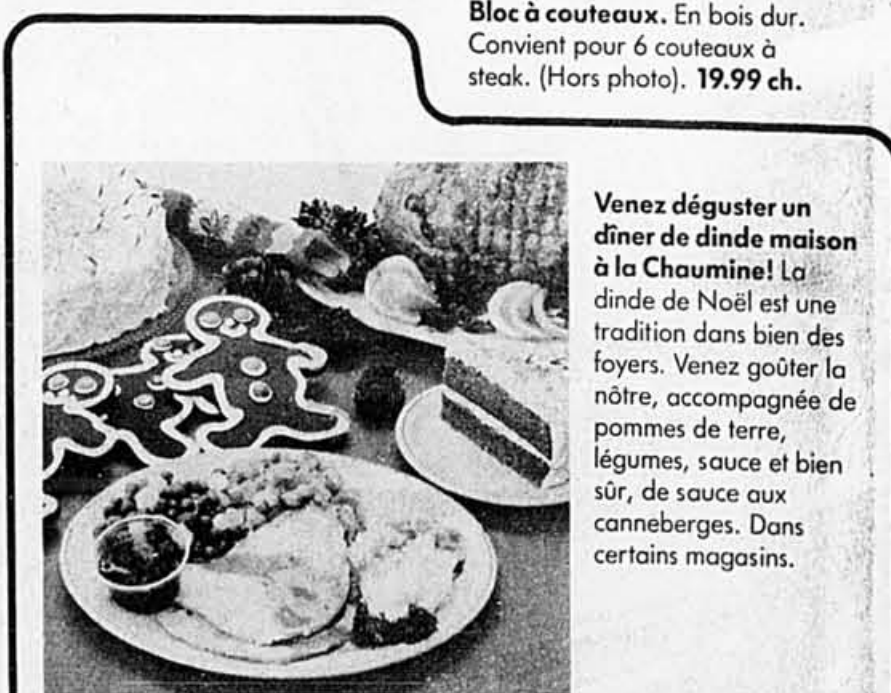 Bloc à couteaux. En bois dur.
Convient pour 6 couteaux à
steak. (Hors photo). 19.99 ch.
Venez déguster un
dîner de dinde maison
à la Chaumine! La
dinde de Noël est une
tradition dans bien des
foyers. Venez goûter la
nôtre, accompagnée de
pommes de terre,
légumes, sauce et bien
sûr, de sauce aux
canneberges. Dans
certains magasins.